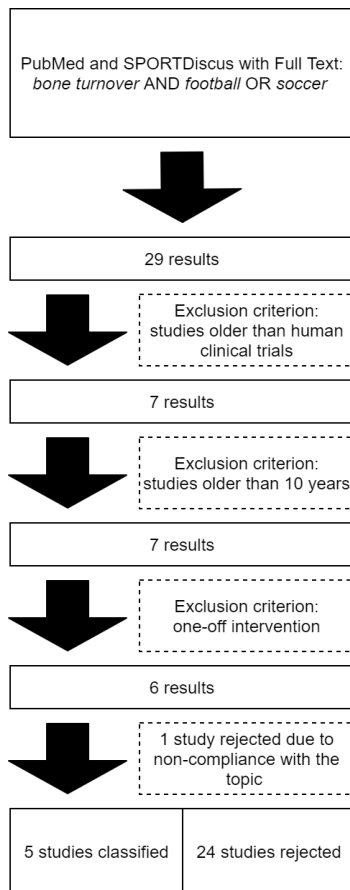 PubMed and SPORTDiscus with Full Text:
bone turnover AND football OR soccer
29 results
Exclusion criterion:
studies older than human
clinical trials
7 results
Exclusion criterion:
studies older than 10 years
7 results
Exclusion criterion:
one-off intervention
6 results
1 study rejected due to
non-compliance with the
topic
5 studies classified
24 studies rejected